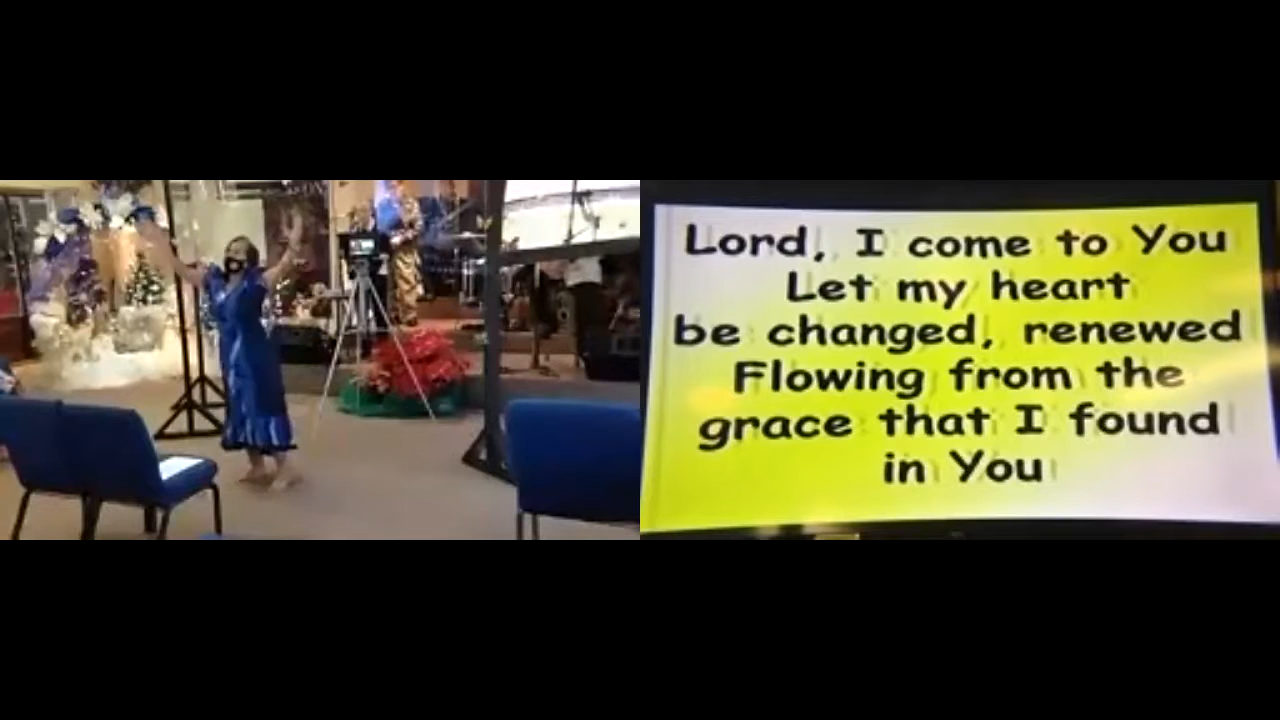 Lord, I come to You
Let my heart
be changed, renewed
Flowing from the
grace that I found
in You